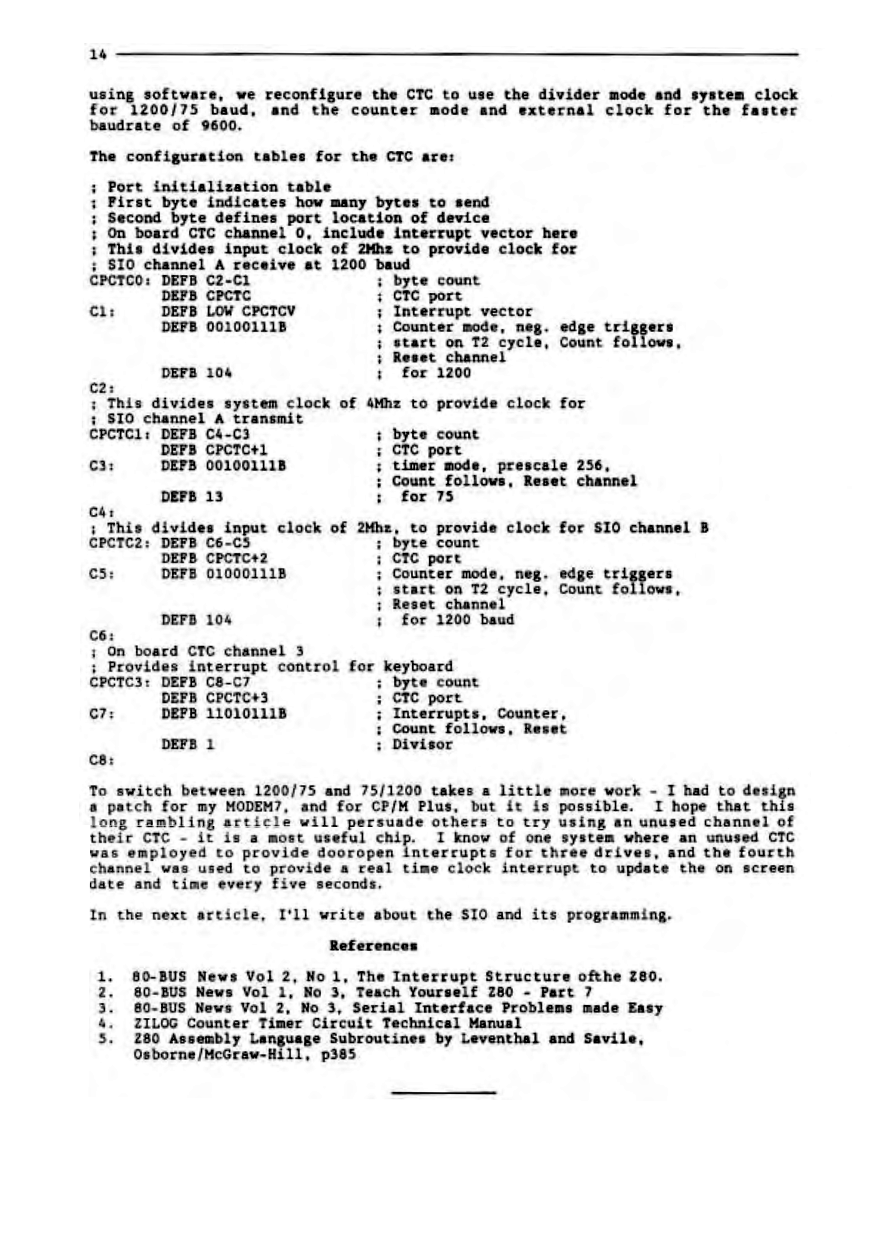 14
using software, we reconfigure the CTC to use the divider mode and system clock
for 1200/75 baud, and the counter mode and external clock for the faster
baudrate of 9600.
The configuration tables for the CTC are:
; Port initialization table
; First byte indicates how many bytes to send
; Second byte defines port location of device
; On board CTC channel 0, include interrupt vector here
; This divides input clock of 2Mhz to provide clock for
; SIO channel A receive at 1200 baud
CPCTC0: DEFB C2-C1 ; byte count
DEFB CPCTC ; CTC port
C1: DEFB LOW CPCTCV ; Interrupt vector
DEFB 00100111B ; Counter mode, neg. edge triggers
; start on T2 cycle, Count follows,
; Reset channel
DEFB 104 ; for 1200
C2:
; This divides system clock of 4Mhz to provide clock for
; SIO channel A transmit
CPCTC1: DEFB C4-C3 ; byte count
DEFB CPCTC+1 ; CTC port
C3: DEFB 00100111B ; timer mode, prescale 256,
; Count follows, Reset channel
DEFB 13 ; for 75
C4:
; This divides input clock of 2Mhz, to provide clock for SIO channel B
CPCTC2: DEFB C6-C5 ; byte count
DEFB CPCTC+2 ; CTC port
C5: DEFB 01000111B ; Counter mode, neg. edge triggers
; start on T2 cycle, Count follows,
; Reset channel
DEFB 104 ; for 1200 baud
C6:
; On board CTC channel 3
; Provides interrupt control for keyboard
CPCTC3: DEFB C8-C7 ; byte count
DEFB CPCTC+3 ; CTC port
C7: DEFB 11010111B ; Interrupts, Counter,
; Count follows, Reset
DEFB 1 ; Divisor
C8:
To switch between 1200/75 and 75/1200 takes a little more work - I had to design
a patch for my MODEM7, and for CP/M Plus, but it is possible. I hope that this
long rambling article will persuade others to try using an unused channel of
their CTC - it is a most useful chip. I know of one system where an unused CTC
was employed to provide dooropen interrupts for three drives, and the fourth
channel was used to provide a real time clock interrupt to update the on screen
date and time every five seconds.
In the next article, I'll write about the SIO and its programming.
References
1. 80-BUS News Vol 2, No 1, The Interrupt Structure ofthe Z80.
2. 80-BUS News Vol 1, No 3, Teach Yourself Z80 - Part 7
3. 80-BUS News Vol 2, No 3, Serial Interface Problems made Easy
4. ZILOG Counter Timer Circuit Technical Manual
5. Z80 Assembly Language Subroutines by Leventhal and Savile,
Osborne/McGraw-Hill, p385